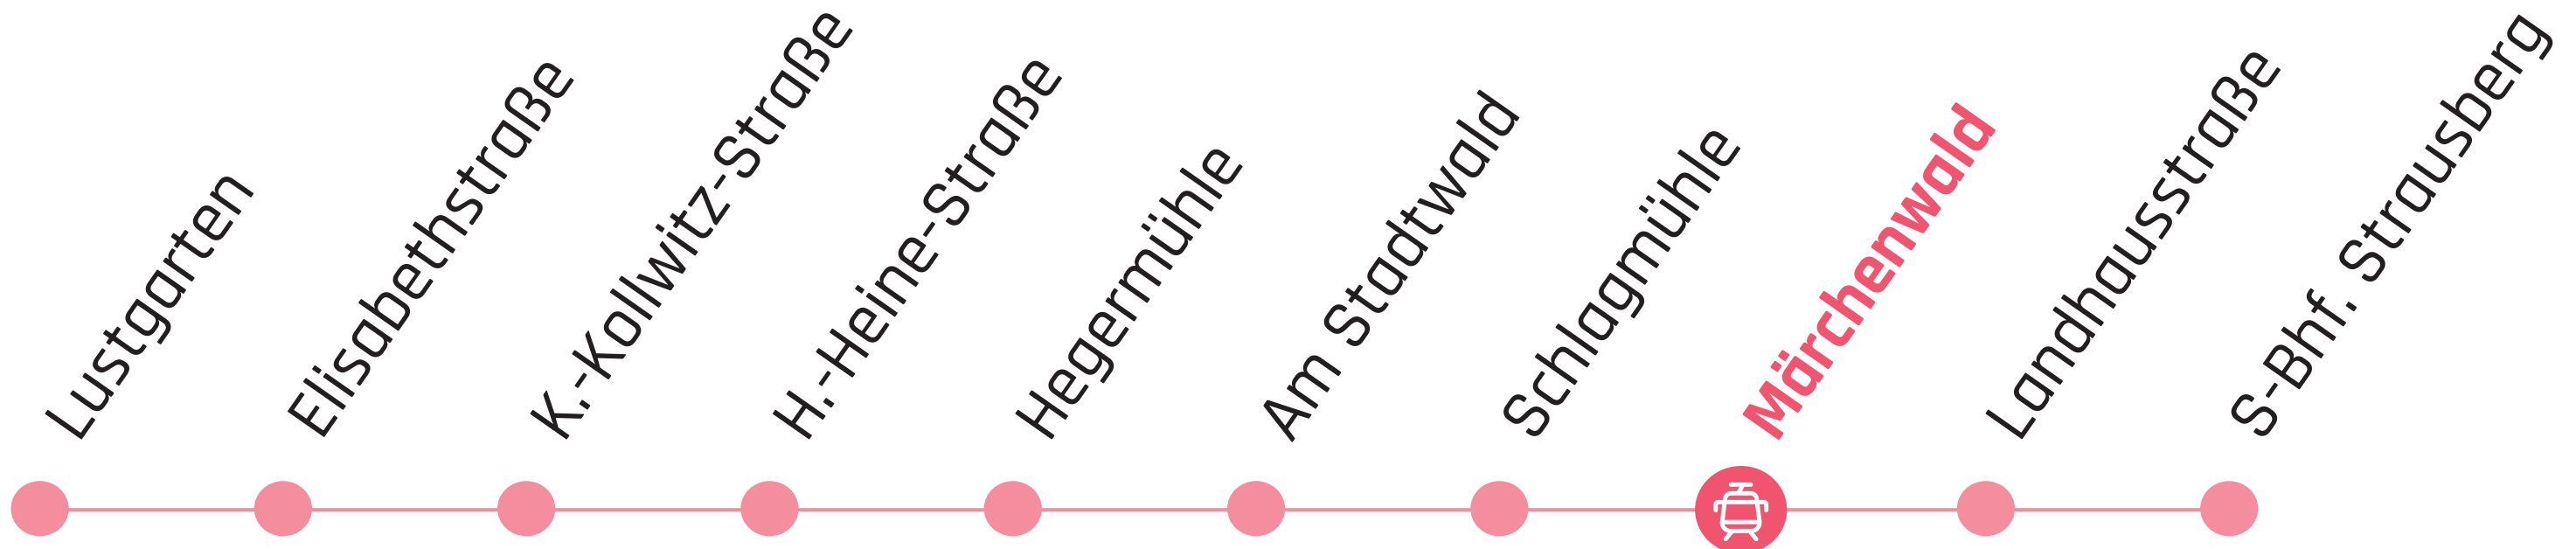 Lustgarten
Elisabethstraße
K.-Kollwitz-Straße
H.-Heine-Straße
Hegermühle
Am Stadtwald
Schlagmühle
Märchenwald
Landhausstraße
S-Bhf. Strausberg